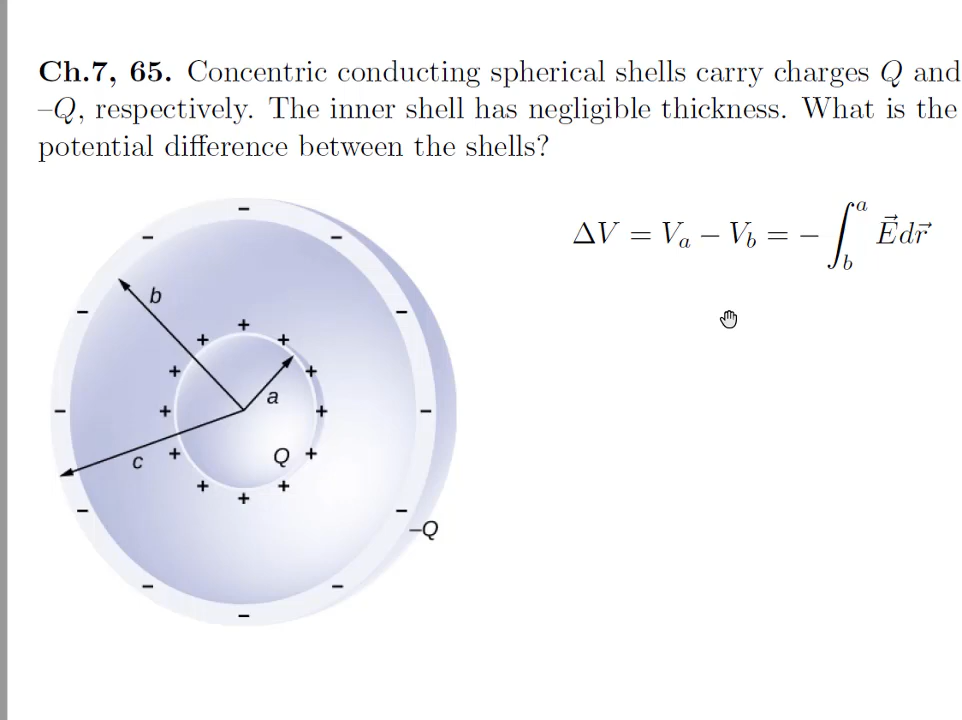 Ch.7, 65. Concentric conducting spherical shells carry charges Q and
–Q, respectively. The inner shell has negligible thickness. What is the
potential difference between the shells?
ΔV = Vₐ − V_b = − ∫_b^a E⃗dr⃗
b
a
c
Q
–Q